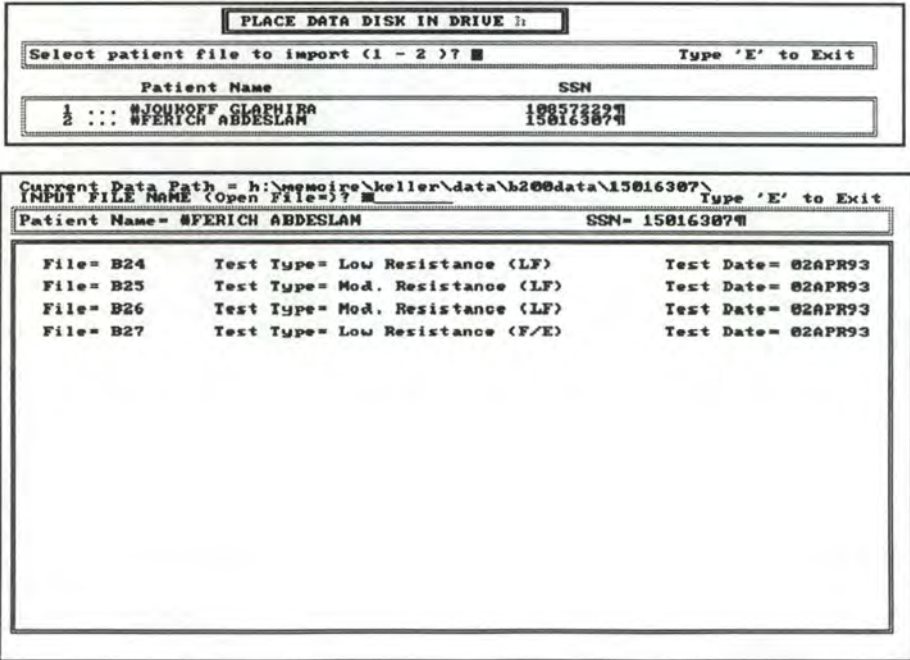 PLACE DATA DISK IN DRIVE h:
Select patient file to import (1 - 2 )? Type 'E' to Exit
Patient Name SSN
1 ... #JOUKOFF GLAPHIRA 10857229¶
2 ... #FERICH ABDESLAM 15016307¶
Current Data Path = h:\memoire\keller\data\b200data\15016307\
INPUT FILE NAME (Open File=)? Type 'E' to Exit
Patient Name= #FERICH ABDESLAM SSN= 15016307¶
File= B24 Test Type= Low Resistance (LF) Test Date= 02APR93
File= B25 Test Type= Mod. Resistance (LF) Test Date= 02APR93
File= B26 Test Type= Mod. Resistance (LF) Test Date= 02APR93
File= B27 Test Type= Low Resistance (F/E) Test Date= 02APR93